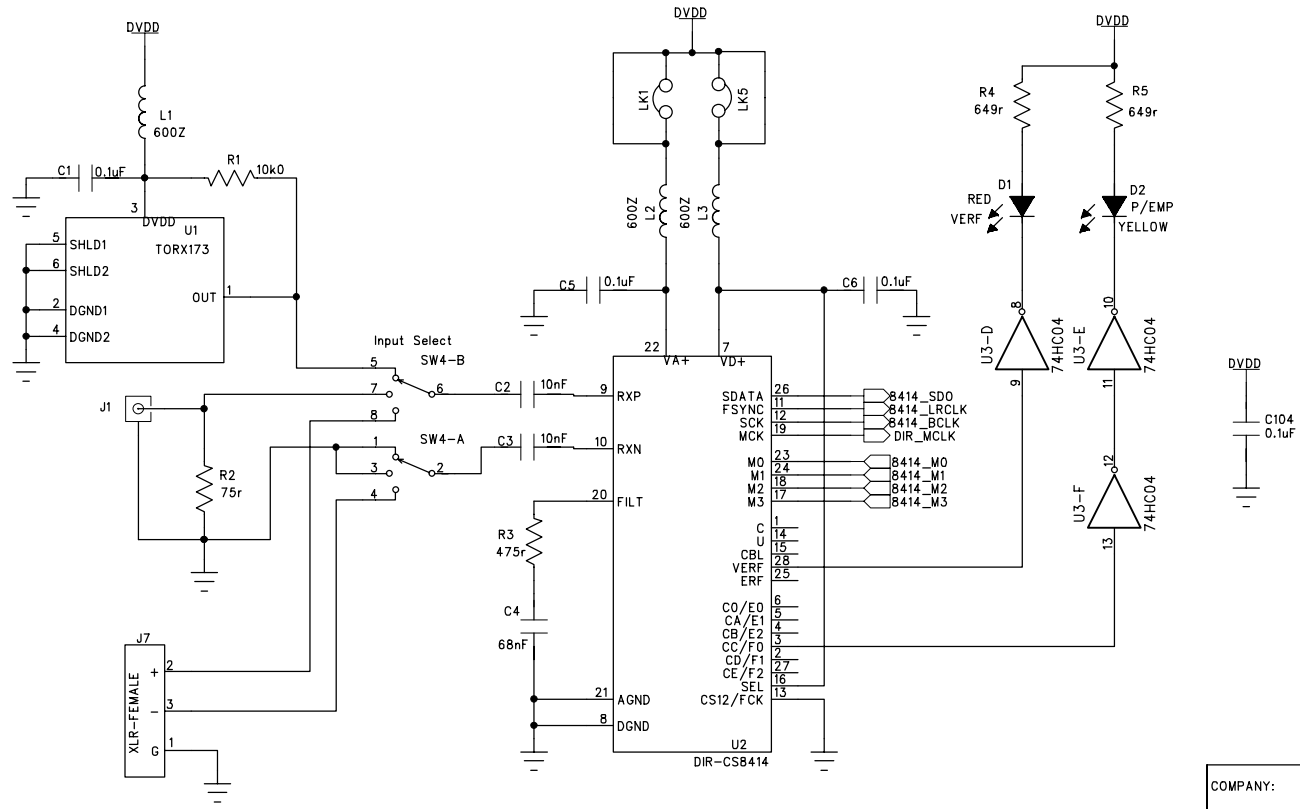 DVDD
L1
600Z
C1
0.1uF
R1
10k0
3
DVDD
U1
TORX173
5 SHLD1
6 SHLD2
2 DGND1
4 DGND2
OUT 1
DVDD
LK1
LK5
600Z
L2
600Z
L3
C5
0.1uF
C6
0.1uF
22
VA+
7
VD+
Input Select
SW4-B
5
7
8
6
C2
10nF
9 RXP
SW4-A
1
3
4
2
C3
10nF
10 RXN
J1
R2
75r
20 FILT
R3
475r
C4
68nF
21 AGND
8 DGND
J7
XLR-FEMALE
+ 2
- 3
G 1
SDATA 26 8414_SDO
FSYNC 11 8414_LRCLK
SCK 12 8414_BCLK
MCK 19 DIR_MCLK
M0 23 8414_M0
M1 24 8414_M1
M2 18 8414_M2
M3 17 8414_M3
C 1
U 14
CBL 15
VERF 28
ERF 25
C0/E0 6
CA/E1 5
CB/E2 4
CC/F0 3
CD/F1 2
CE/F2 27
SEL 16
CS12/FCK 13
U2
DIR-CS8414
DVDD
R4
649r
R5
649r
D1
RED
VERF
D2
P/EMP
YELLOW
8
U3-D
74HC04
9
10
U3-E
74HC04
11
12
U3-F
74HC04
13
DVDD
C104
0.1uF
COMPANY: